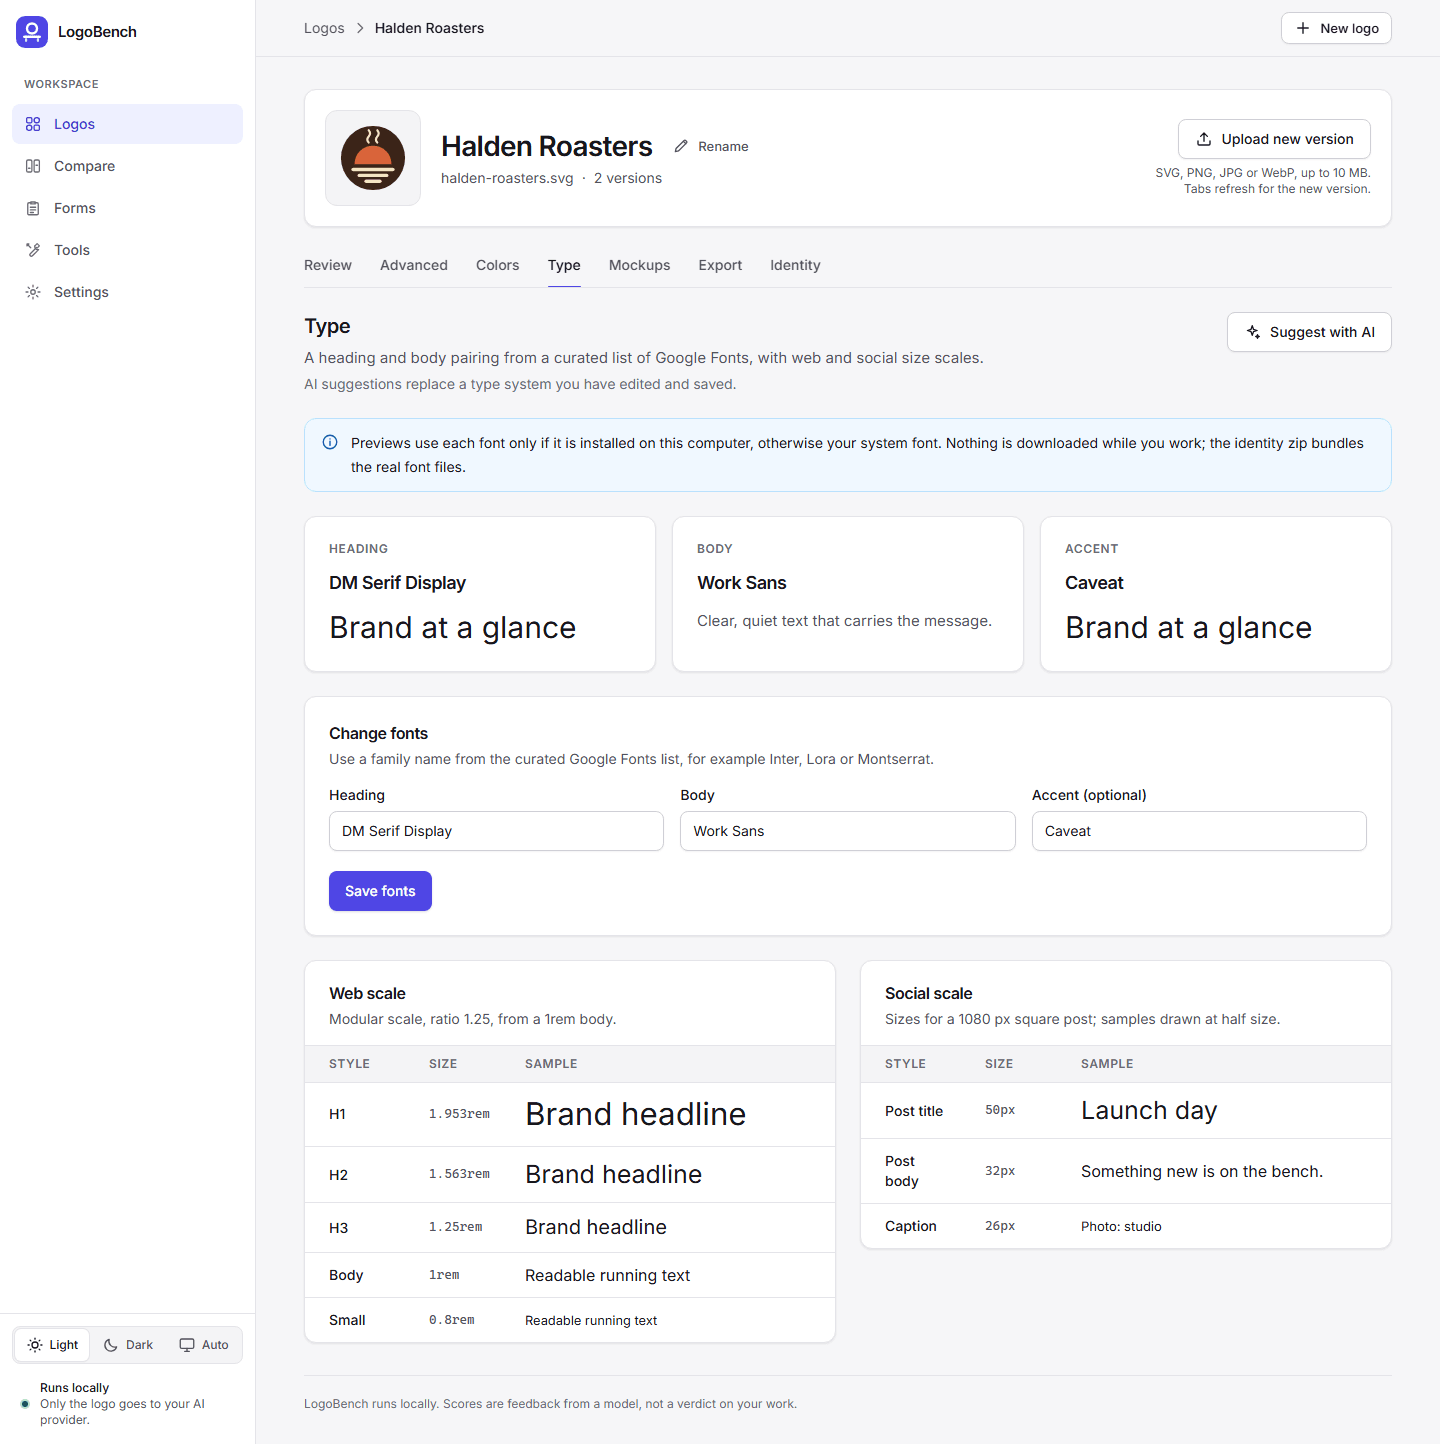 LogoBench
WORKSPACE
Logos
Compare
Forms
Tools
Settings
Logos > Halden Roasters
New logo
Halden Roasters
Rename
halden-roasters.svg · 2 versions
Upload new version
SVG, PNG, JPG or WebP, up to 10 MB.
Tabs refresh for the new version.
Review Advanced Colors Type Mockups Export Identity
Type
A heading and body pairing from a curated list of Google Fonts, with web and social size scales.
AI suggestions replace a type system you have edited and saved.
Suggest with AI
Previews use each font only if it is installed on this computer, otherwise your system font. Nothing is downloaded while you work; the identity zip bundles
the real font files.
HEADING
DM Serif Display
Brand at a glance
BODY
Work Sans
Clear, quiet text that carries the message.
ACCENT
Caveat
Brand at a glance
Change fonts
Use a family name from the curated Google Fonts list, for example Inter, Lora or Montserrat.
Heading Body Accent (optional)
DM Serif Display Work Sans Caveat
Save fonts
Web scale
Modular scale, ratio 1.25, from a 1rem body.
STYLE SIZE SAMPLE
H1 1.953rem Brand headline
H2 1.563rem Brand headline
H3 1.25rem Brand headline
Body 1rem Readable running text
Small 0.8rem Readable running text
Social scale
Sizes for a 1080 px square post; samples drawn at half size.
STYLE SIZE SAMPLE
Post title 50px Launch day
Post
body 32px Something new is on the bench.
Caption 26px Photo: studio
Light Dark Auto
Runs locally
Only the logo goes to your AI
provider.
LogoBench runs locally. Scores are feedback from a model, not a verdict on your work.